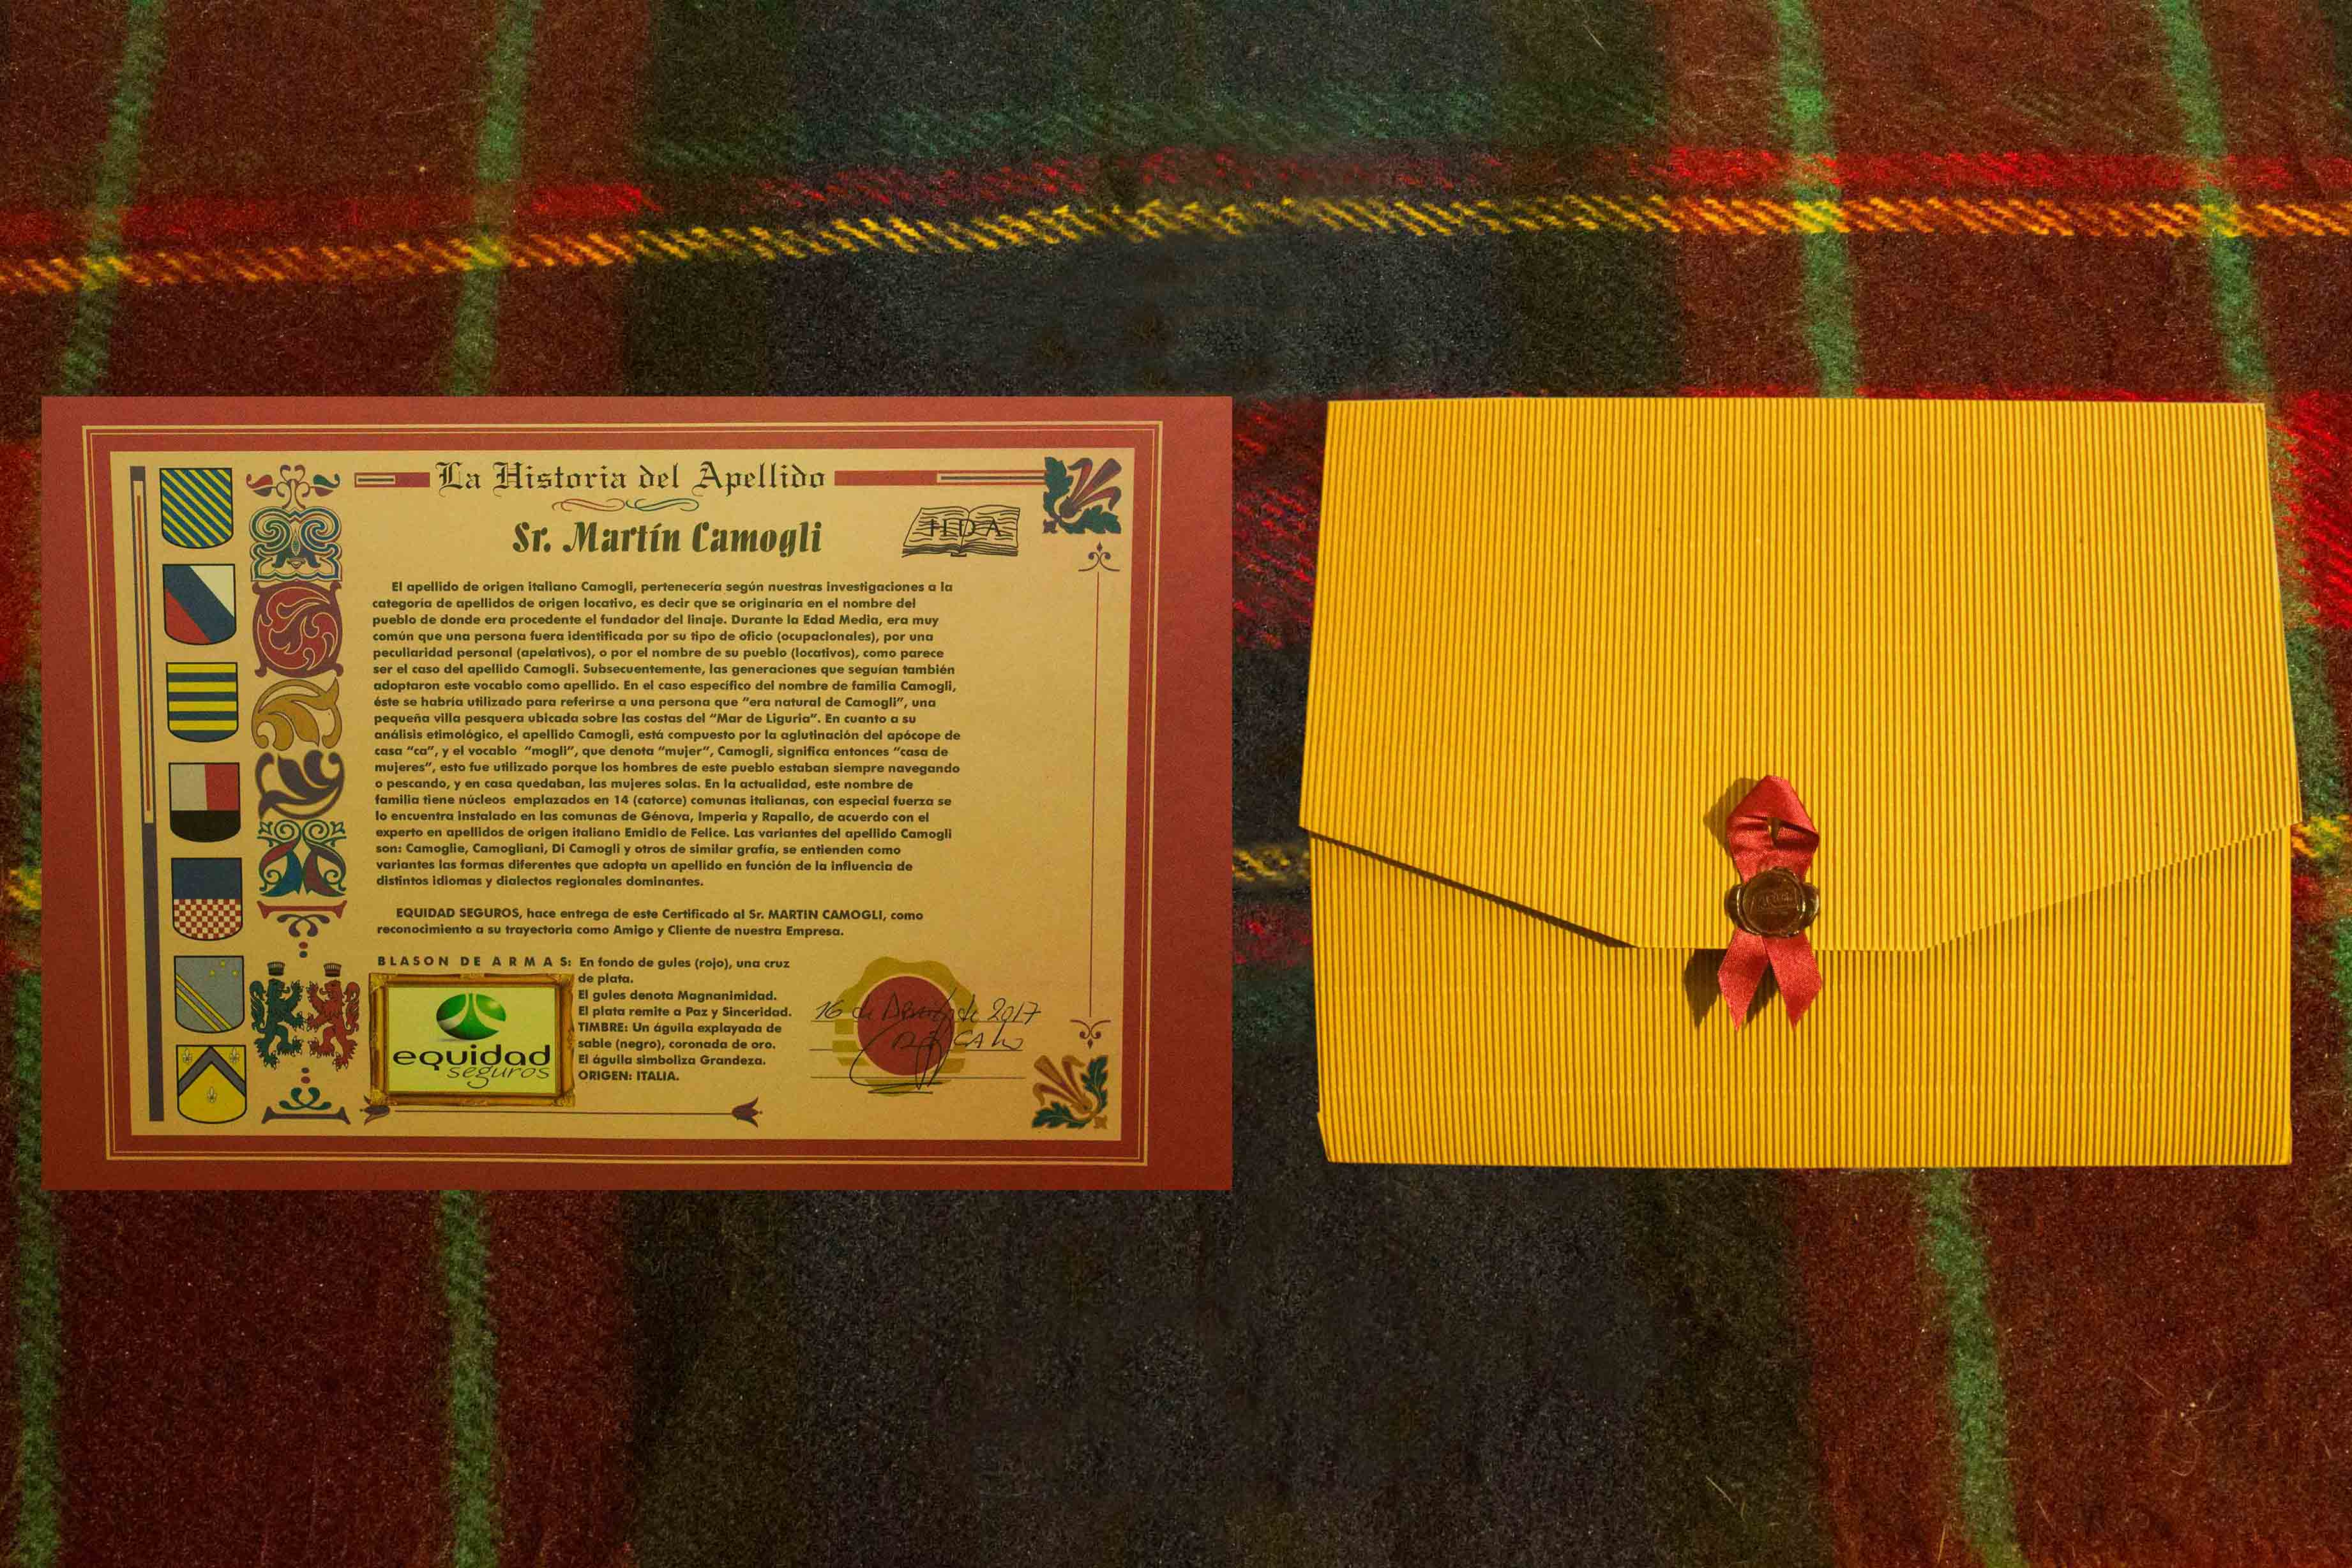 La Historia del Apellido
Sr. Martín Camogli
HDA
El apellido de origen italiano Camogli, pertenecería según nuestras investigaciones a la
categoría de apellidos de origen locativo, es decir que se originaría en el nombre del
pueblo de donde era procedente el fundador del linaje. Durante la Edad Media, era muy
común que una persona fuera identificada por su tipo de oficio (ocupacionales), por una
peculiaridad personal (apelativos), o por el nombre de su pueblo (locativos), como parece
ser el caso del apellido Camogli. Subsecuentemente, las generaciones que seguían también
adoptaron este vocablo como apellido. En el caso específico del nombre de familia Camogli,
éste se habría utilizado para referirse a una persona que “era natural de Camogli”, una
pequeña villa pesquera ubicada sobre las costas del “Mar de Liguria”. En cuanto a su
análisis etimológico, el apellido Camogli, está compuesto por la aglutinación del apócope de
casa “ca”, y el vocablo “mogli”, que denota “mujer”, Camogli, significa entonces “casa de
mujeres”, esto fue utilizado porque los hombres de este pueblo estaban siempre navegando
o pescando, y en casa quedaban, las mujeres solas. En la actualidad, este nombre de
familia tiene núcleos emplazados en 14 (catorce) comunas italianas, con especial fuerza se
lo encuentra instalado en las comunas de Génova, Imperia y Rapallo, de acuerdo con el
experto en apellidos de origen italiano Emidio de Felice. Las variantes del apellido Camogli
son: Camoglie, Camogliani, Di Camogli y otros de similar grafía, se entienden como
variantes las formas diferentes que adopta un apellido en función de la influencia de
distintos idiomas y dialectos regionales dominantes.
EQUIDAD SEGUROS, hace entrega de este Certificado al Sr. MARTIN CAMOGLI, como
reconocimiento a su trayectoria como Amigo y Cliente de nuestra Empresa.
BLASON DE ARMAS: En fondo de gules (rojo), una cruz
de plata.
El gules denota Magnanimidad.
El plata remite a Paz y Sinceridad.
TIMBRE: Un águila explayada de
sable (negro), coronada de oro.
El águila simboliza Grandeza.
ORIGEN: ITALIA.
equidad
seguros
16 de de 2017